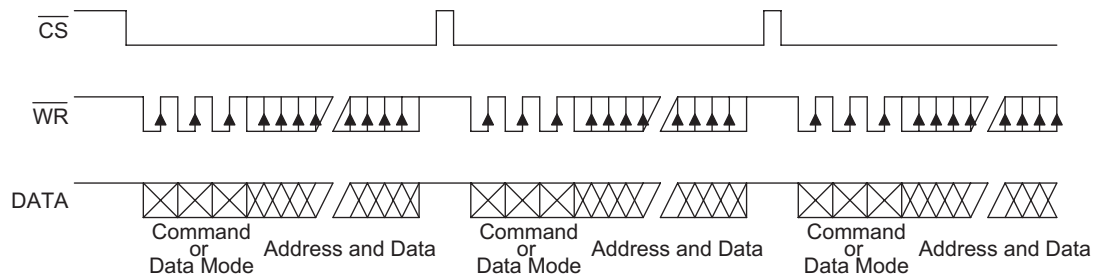 CS
WR
DATA
Command
or
Data Mode
Address and Data
Command
or
Data Mode
Address and Data
Command
or
Data Mode
Address and Data